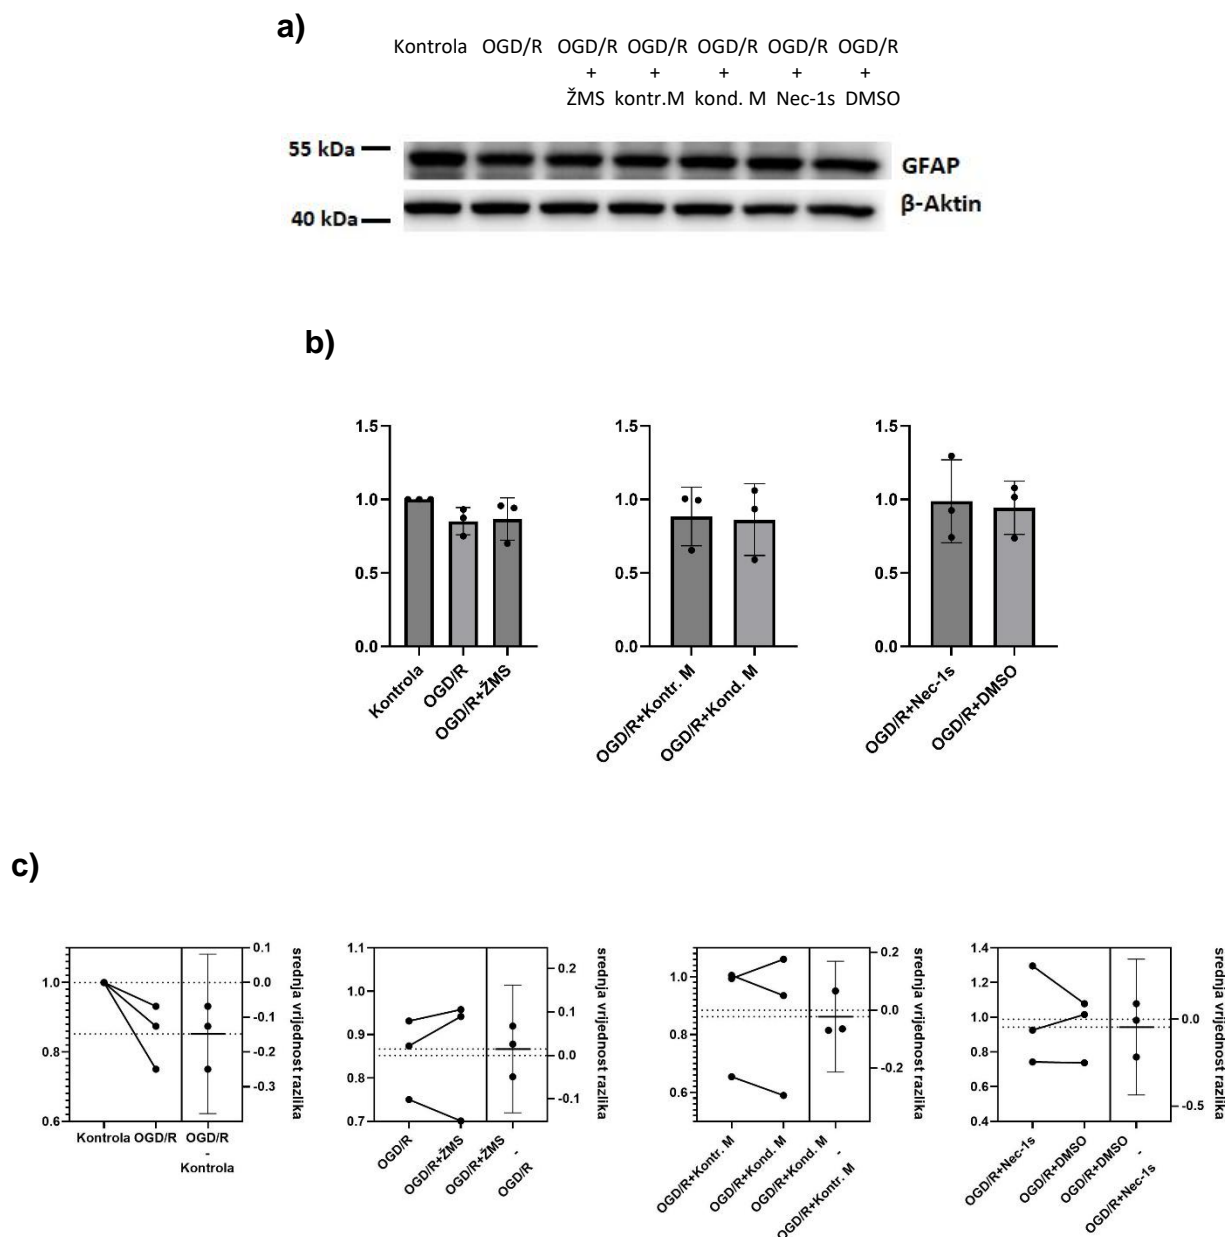 a)
Kontrola OGD/R OGD/R OGD/R OGD/R OGD/R OGD/R
+ + + + +
ŽMS kontr.M kond. M Nec-1s DMSO
55 kDa
GFAP
β-Aktin
40 kDa
b)
1.5
1.0
0.5
0.0
Kontrola
OGD/R
OGD/R+ŽMS
1.5
1.0
0.5
0.0
OGD/R+Kontr. M
OGD/R+Kond. M
1.5
1.0
0.5
0.0
OGD/R+Nec-1s
OGD/R+DMSO
c)
1.0
0.8
0.6
0.1
0.0
-0.1
-0.2
-0.3
srednja vrijednost razlika
Kontrola OGD/R
OGD/R
-
Kontrola
1.1
1.0
0.9
0.8
0.7
0.2
0.1
0.0
-0.1
srednja vrijednost razlika
OGD/R
OGD/R+ŽMS
OGD/R+ŽMS
-
OGD/R
1.0
0.8
0.6
0.2
0.0
-0.2
srednja vrijednost razlika
OGD/R+Kontr. M
OGD/R+Kond. M
OGD/R+Kond. M
-
OGD/R+Kontr. M
1.4
1.2
1.0
0.8
0.6
0.4
0.0
-0.5
srednja vrijednost razlika
OGD/R+Nec-1s
OGD/R+DMSO
OGD/R+DMSO
-
OGD/R+Nec-1s